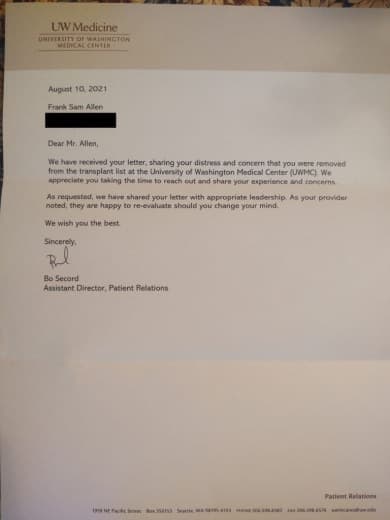 UW Medicine
UNIVERSITY OF WASHINGTON
MEDICAL CENTER
August 10, 2021
Frank Sam Allen
Dear Mr. Allen,
We have received your letter, sharing your distress and concern that you were removed
from the transplant list at the University of Washington Medical Center (UWMC). We
appreciate you taking the time to reach out and share your experience and concerns.
As requested, we have shared your letter with appropriate leadership. As your provider
noted, they are happy to re-evaluate should you change your mind.
We wish you the best.
Sincerely,
Bo Secord
Assistant Director, Patient Relations
Patient Relations
1959 NE Pacific Street Box 356153 Seattle, WA 98195-6153